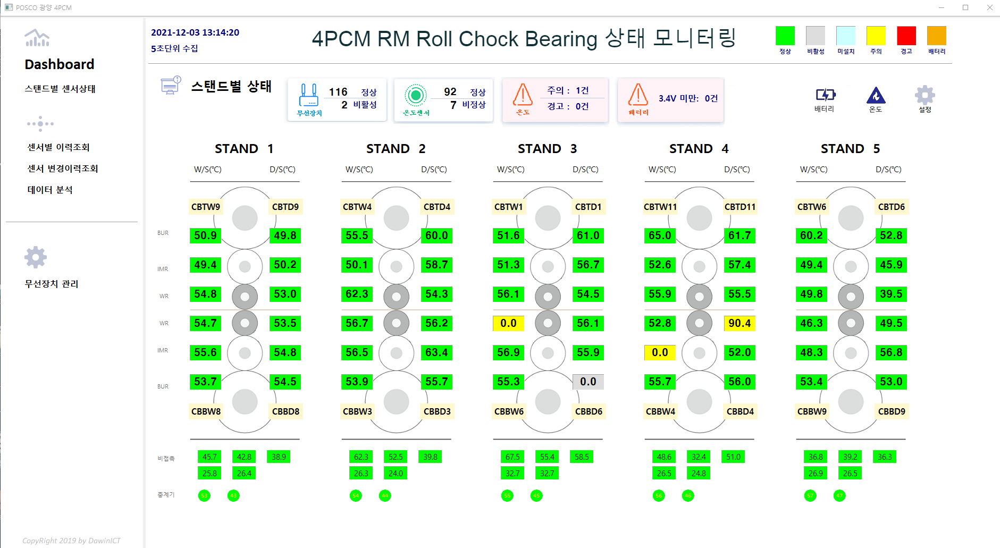 POSCO 광양 4PCM
Dashboard
스탠드별 센서상태
센서별 이력조회
센서 변경이력조회
데이터 분석
무선장치 관리
CopyRight 2019 by DawinICT
2021-12-03 13:14:20
5초단위 수집
4PCM RM Roll Chock Bearing 상태 모니터링
정상 비활성 미설치 주의 경고 배터리
스탠드별 상태
무선장치
116 정상
2 비활성
온도센서
92 정상
7 비정상
온도
주의 : 1건
경고 : 0건
배터리
3.4V 미만: 0건
배터리 온도 설정
STAND 1 STAND 2 STAND 3 STAND 4 STAND 5
W/S(℃) D/S(℃) W/S(℃) D/S(℃) W/S(℃) D/S(℃) W/S(℃) D/S(℃) W/S(℃) D/S(℃)
CBTW9 CBTD9 CBTW4 CBTD4 CBTW1 CBTD1 CBTW11 CBTD11 CBTW6 CBTD6
BUR 50.9 49.8 55.5 60.0 51.6 61.0 65.0 61.7 60.2 52.8
IMR 49.4 50.2 50.1 58.7 51.3 56.7 52.6 57.4 49.4 45.9
WR 54.8 53.0 62.3 54.3 56.1 54.5 55.9 55.5 49.8 39.5
WR 54.7 53.5 56.7 56.2 0.0 56.1 52.8 90.4 46.3 49.5
IMR 55.6 54.8 56.5 63.4 56.9 55.9 0.0 52.0 48.3 56.8
BUR 53.7 54.5 53.9 55.7 55.3 0.0 55.7 56.0 53.4 53.0
CBBW8 CBBD8 CBBW3 CBBD3 CBBW6 CBBD6 CBBW4 CBBD4 CBBW9 CBBD9
비접촉 45.7 42.8 38.9 62.3 52.5 39.8 67.5 55.4 58.5 48.6 32.4 51.0 36.8 39.2 36.3
25.8 26.4 26.3 24.0 32.7 32.7 26.5 24.8 26.9 26.5
중계기 53 43 54 44 55 45 56 46 57 47